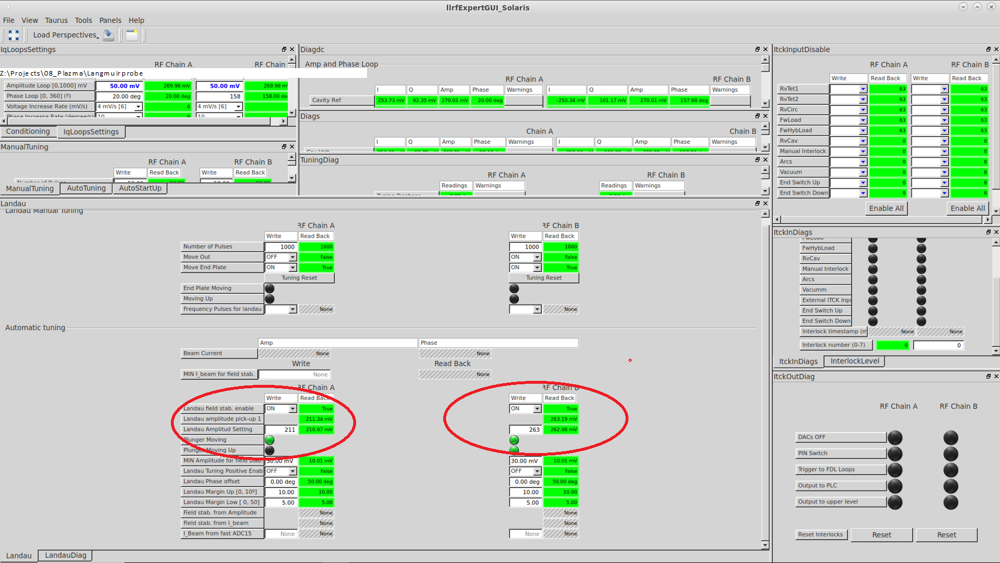 llrfExpertGUI_Solaris
File View Taurus Tools Panels Help
Load Perspectives
IqLoopsSettings
RF Chain A RF Chain
Z:\Projects\08_Plazma\Langmuirprobe
Amplitude Loop [0,1000] mV 50.00 mV 269.98 mV 50.00 mV 269.98 mV
Phase Loop [0, 360] (º) 20.00 deg 20.00 deg 158 158.00 deg
Voltage Increase Rate (mV/s) 4 mV/s [6] 6 4 mV/s [6]
Phase Increase Rate (degree/s) 10 6 10
Conditioning IqLoopsSettings
ManualTuning
RF Chain A RF Chain B
Write Read Back Write Read Back
Number of Pulses 50.00 50.00 50.00 50.00
ManualTuning AutoTuning AutoStartUp
Diagdc
Amp and Phase Loop
RF Chain A RF Chain B
I Q Amp Phase Warnings I Q Amp Phase Warnings
Cavity Ref 253.73 mV 92.35 mV 270.01 mV 20.00 deg -250.34 mV 101.17 mV 270.01 mV 157.98 deg
Diags
Chain A Chain B
I Q Amp Phase Warnings I Q Amp Phase Warnings
Cav Volt
TuningDiag
RF Chain A RF Chain B
Readings Warnings Readings Warnings
Tuning Dephase
Landau
Landau Manual Tuning
RF Chain A RF Chain B
Write Read Back Write Read Back
Number of Pulses 1000 1000 1000 1000
Move Out OFF False ON False
Move End Plate ON True ON True
Tuning Reset Tuning Reset
End Plate Moving
Moving Up
Frequency Pulses for landau None None
Automatic tuning
Amp Phase
Beam Current None None
Write Read Back
MIN I_beam for field stab. None None
RF Chain A RF Chain B
Write Read Back Write Read Back
Landau field stab. enable ON True ON True
Landau amplitude pick-up 1 211.34 mV 263.19 mV
Landau Amplitud Setting 211 210.97 mV 263 262.98 mV
Plunger Moving
Plunger Moving Up
MIN Amplitude for field stab. 30.00 mV 10.01 mV 30.00 mV 10.01 mV
Landau Tuning Positive Enab OFF False OFF False
Landau Phase offset 0.00 deg 50.00 deg 0.00 deg 50.00 deg
Landau Margin Up [0, 10º] 10.00 10.00 10.00 10.00
Landau Margin Low [ 0, 50] 5.00 5.00 5.00 5.00
Field stab. from Amplitude None None
Field stab. from I_beam None None
I_Beam from fast ADC15 None None None None
Landau LandauDiag
ItckInputDisable
RF Chain A RF Chain B
Write Read Back Write Read Back
RvTet1 63 63
RvTet2 63 63
RvCirc 63 63
FwLoad 63 63
FwHybLoad 63 63
RvCav 0 0
Manual Interlock 0 0
Arcs 0 0
Vacuum 0 0
End Switch Up 0 0
End Switch Down 0 0
Enable All Enable All
ItckInDiags
FwLoad
FwHybLoad
RvCav
Manual Interlock
Arcs
Vacumm
External ITCK Inpu
End Switch Up
End Switch Down
Interlock timestamp (m None None
Interlock number (0-7) 0 0
ItckInDiags InterlockLevel
ItckOutDiag
RF Chain A RF Chain B
DACs OFF
PIN Switch
Trigger to FDL Loops
Output to PLC
Output to upper level
Reset Interlocks Reset Reset